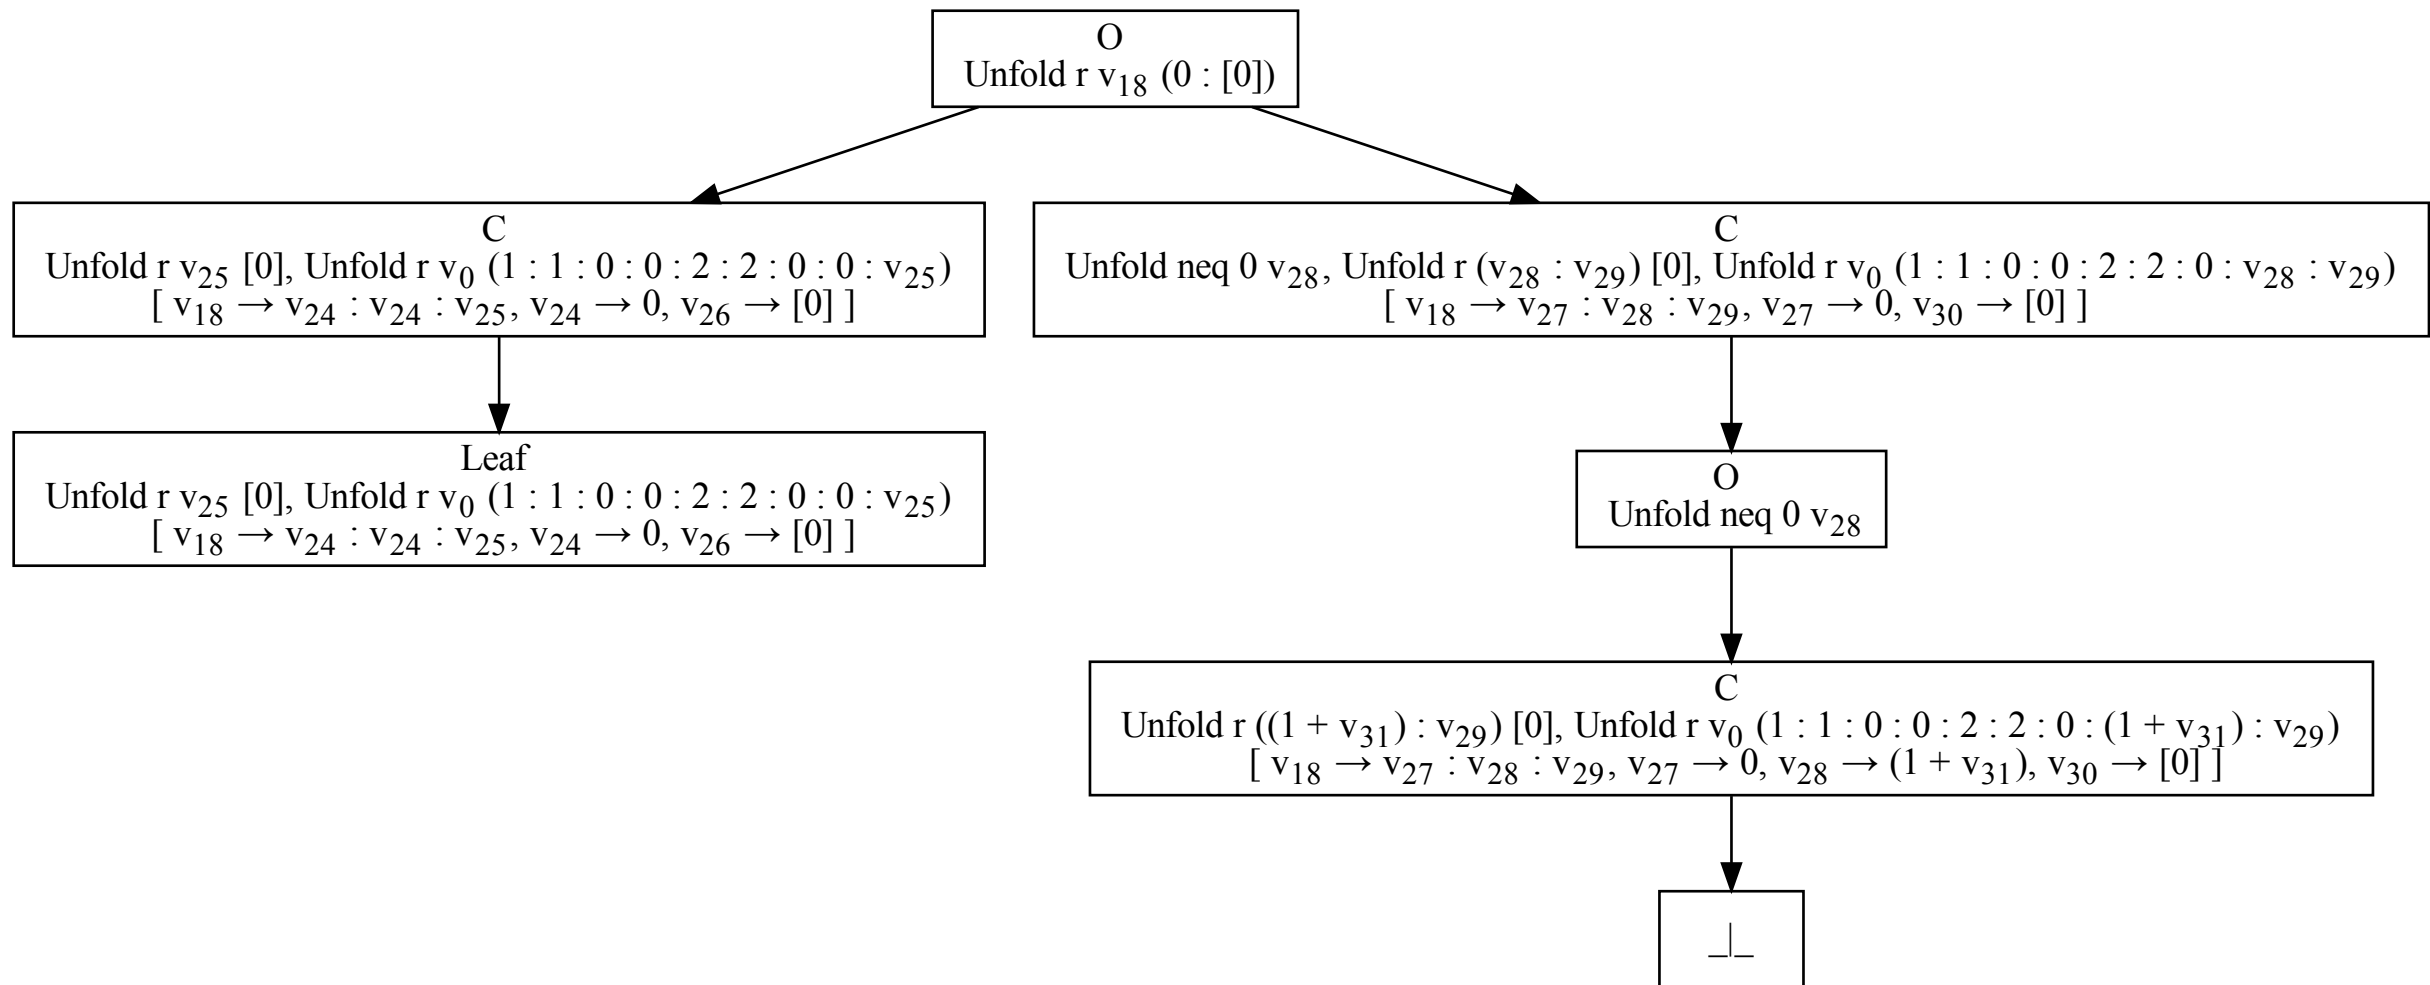 O
Unfold r v₁₈ (0 : [0])
C
Unfold r v₂₅ [0], Unfold r v₀ (1 : 1 : 0 : 0 : 2 : 2 : 0 : 0 : v₂₅)
[ v₁₈ → v₂₄ : v₂₄ : v₂₅, v₂₄ → 0, v₂₆ → [0] ]
C
Unfold neq 0 v₂₈, Unfold r (v₂₈ : v₂₉) [0], Unfold r v₀ (1 : 1 : 0 : 0 : 2 : 2 : 0 : v₂₈ : v₂₉)
[ v₁₈ → v₂₇ : v₂₈ : v₂₉, v₂₇ → 0, v₃₀ → [0] ]
Leaf
Unfold r v₂₅ [0], Unfold r v₀ (1 : 1 : 0 : 0 : 2 : 2 : 0 : 0 : v₂₅)
[ v₁₈ → v₂₄ : v₂₄ : v₂₅, v₂₄ → 0, v₂₆ → [0] ]
O
Unfold neq 0 v₂₈
C
Unfold r ((1 + v₃₁) : v₂₉) [0], Unfold r v₀ (1 : 1 : 0 : 0 : 2 : 2 : 0 : (1 + v₃₁) : v₂₉)
[ v₁₈ → v₂₇ : v₂₈ : v₂₉, v₂₇ → 0, v₂₈ → (1 + v₃₁), v₃₀ → [0] ]
_|_